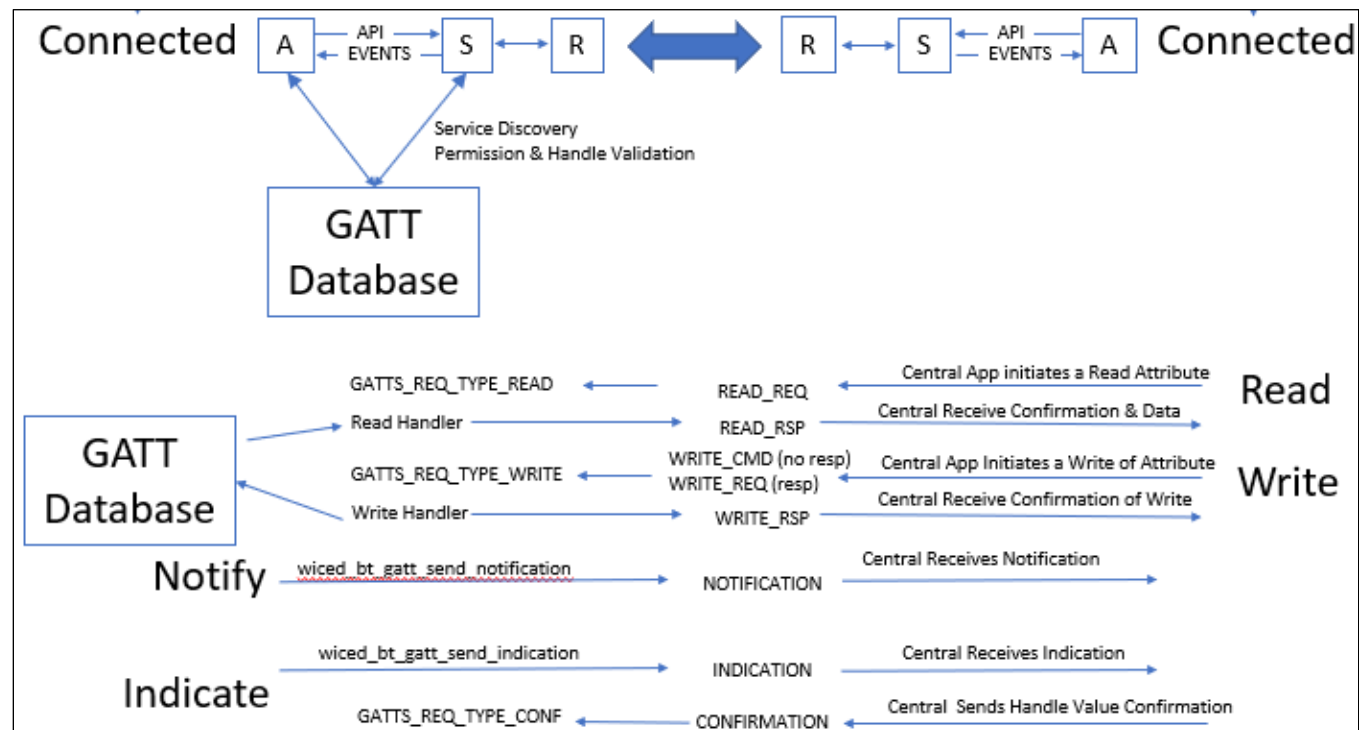 Connected
A
API
EVENTS
S
R
R
S
API
EVENTS
A
Connected
Service Discovery
Permission & Handle Validation
GATT
Database
GATTS_REQ_TYPE_READ
READ_REQ
Central App initiates a Read Attribute
Read
Read Handler
READ_RSP
Central Receive Confirmation & Data
GATT
Database
GATTS_REQ_TYPE_WRITE
WRITE_CMD (no resp)
WRITE_REQ (resp)
Central App Initiates a Write of Attribute
Write
Write Handler
WRITE_RSP
Central Receive Confirmation of Write
Notify
wiced_bt_gatt_send_notification
NOTIFICATION
Central Receives Notification
Indicate
wiced_bt_gatt_send_indication
INDICATION
Central Receives Indication
GATTS_REQ_TYPE_CONF
CONFIRMATION
Central Sends Handle Value Confirmation